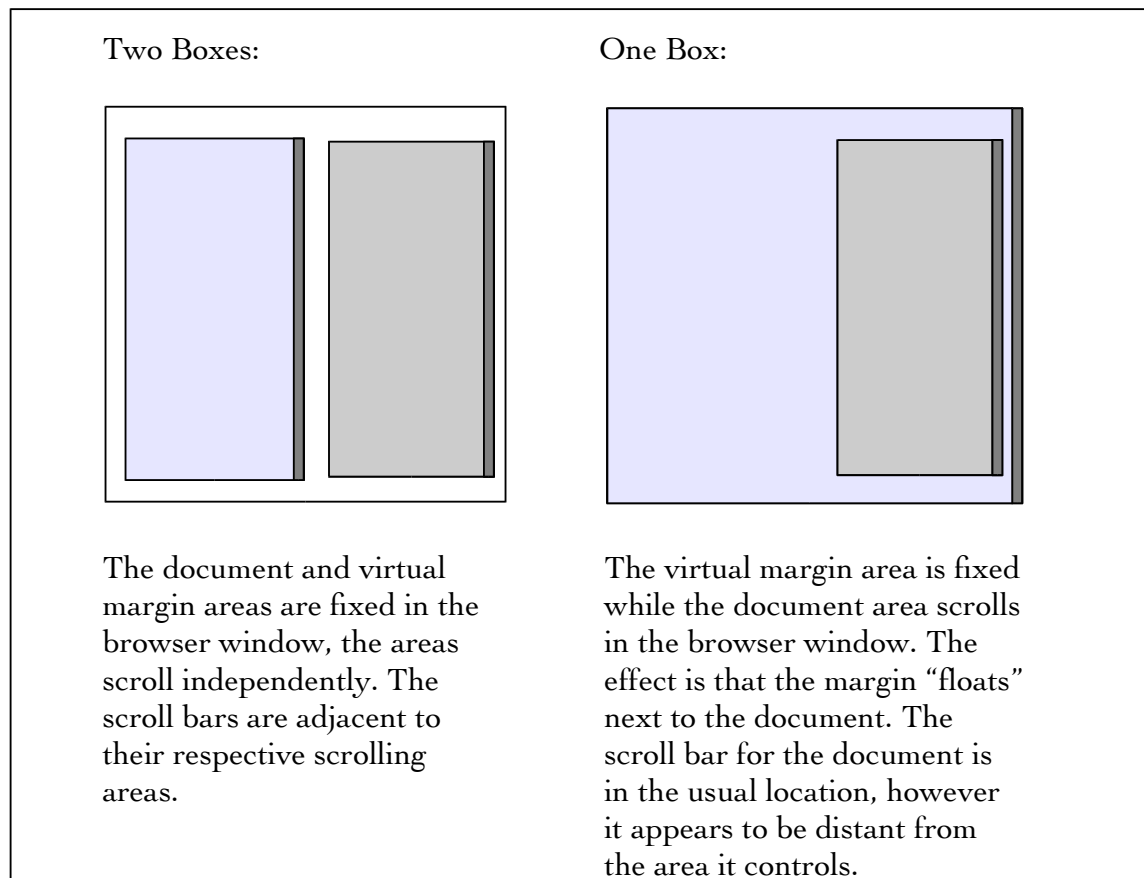 Two Boxes:
The document and virtual
margin areas are fixed in the
browser window, the areas
scroll independently. The
scroll bars are adjacent to
their respective scrolling
areas.
One Box:
The virtual margin area is fixed
while the document area scrolls
in the browser window. The
effect is that the margin “floats”
next to the document. The
scroll bar for the document is
in the usual location, however
it appears to be distant from
the area it controls.